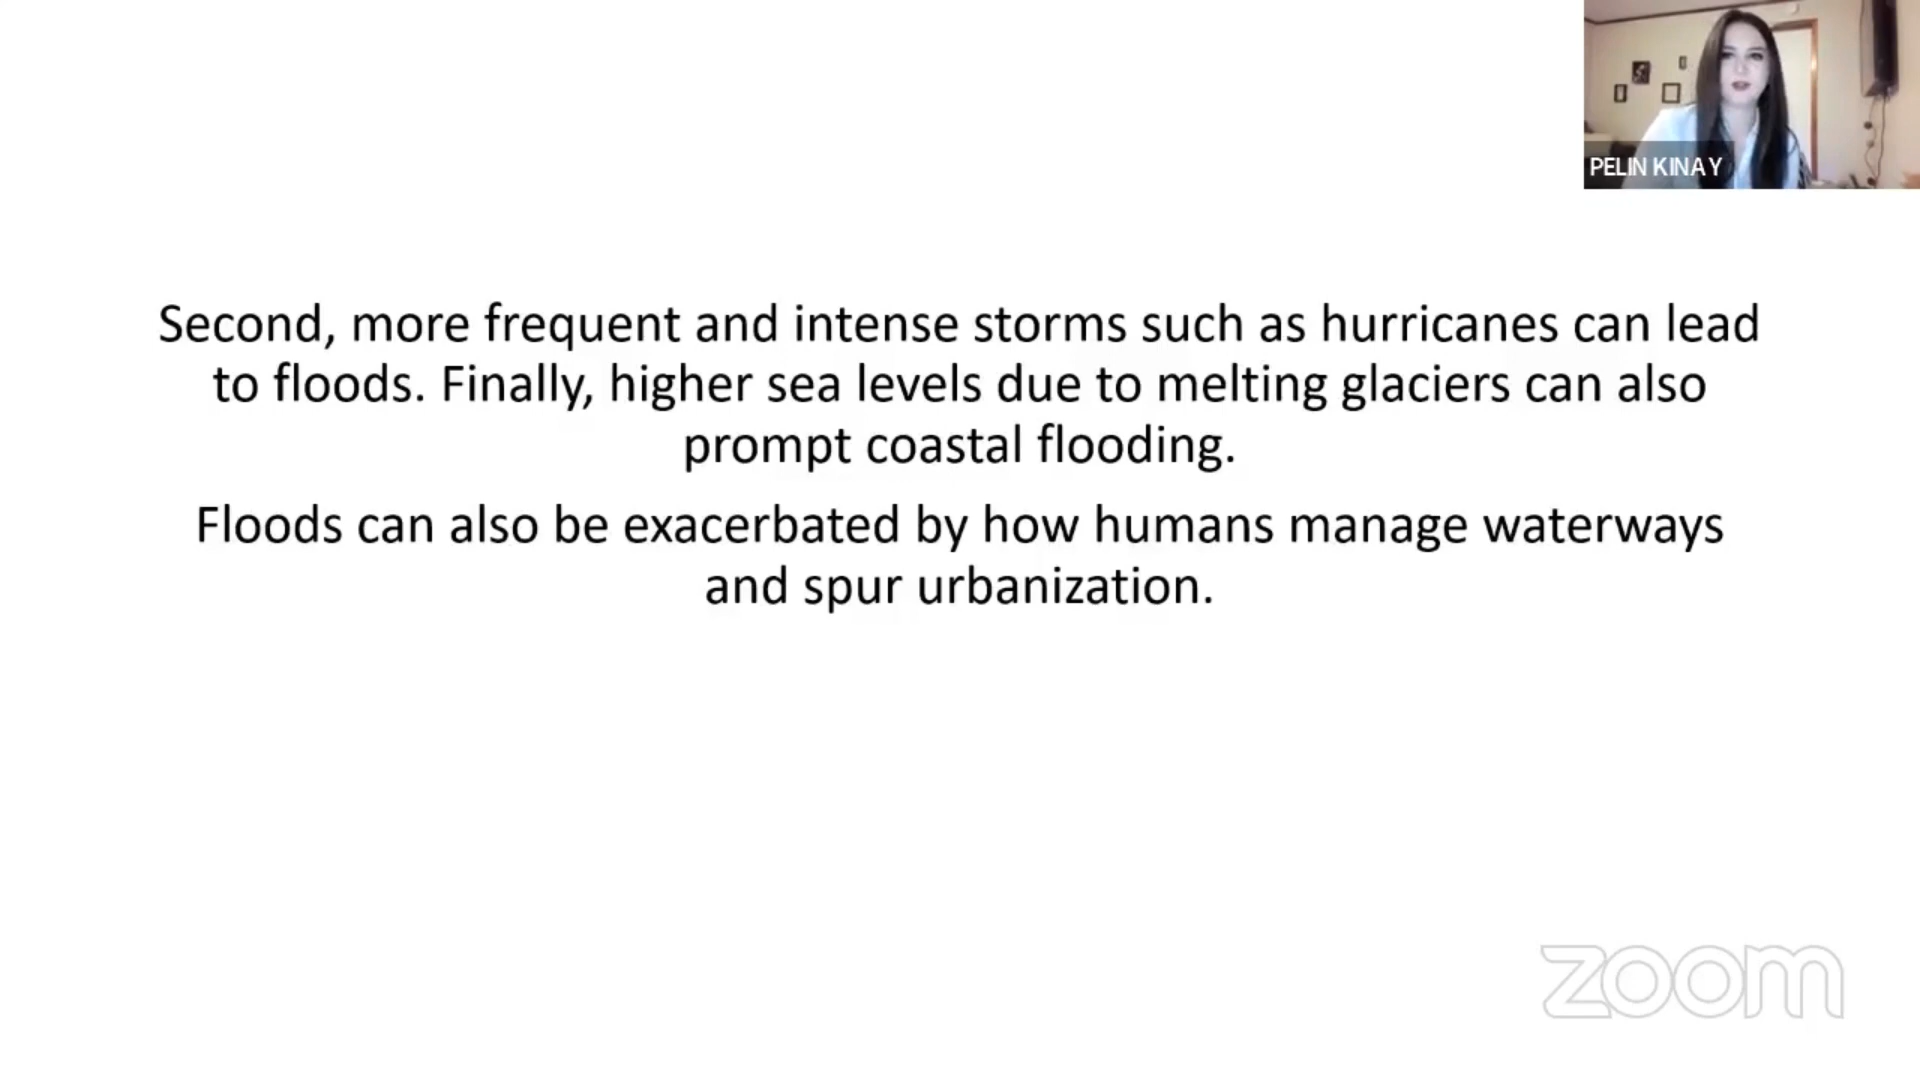 PELIN KINAY
Second, more frequent and intense storms such as hurricanes can lead
to floods. Finally, higher sea levels due to melting glaciers can also
prompt coastal flooding.
Floods can also be exacerbated by how humans manage waterways
and spur urbanization.
zoom